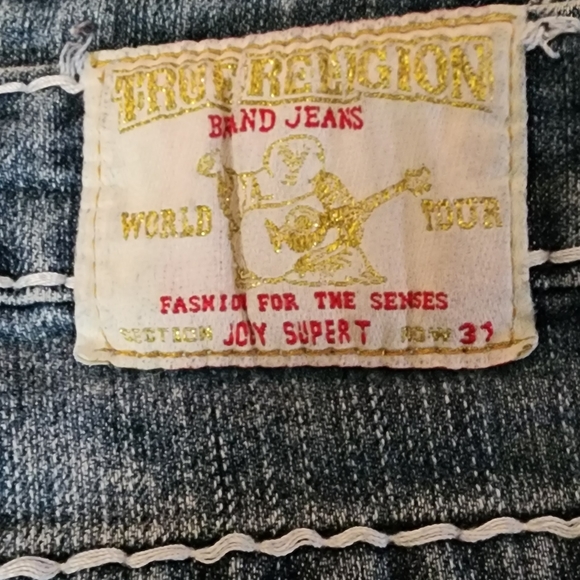 TRUE RELIGION
BRAND JEANS
WORLD TOUR
FASHION FOR THE SENSES
SECTION JOEY SUPER T ROW 31